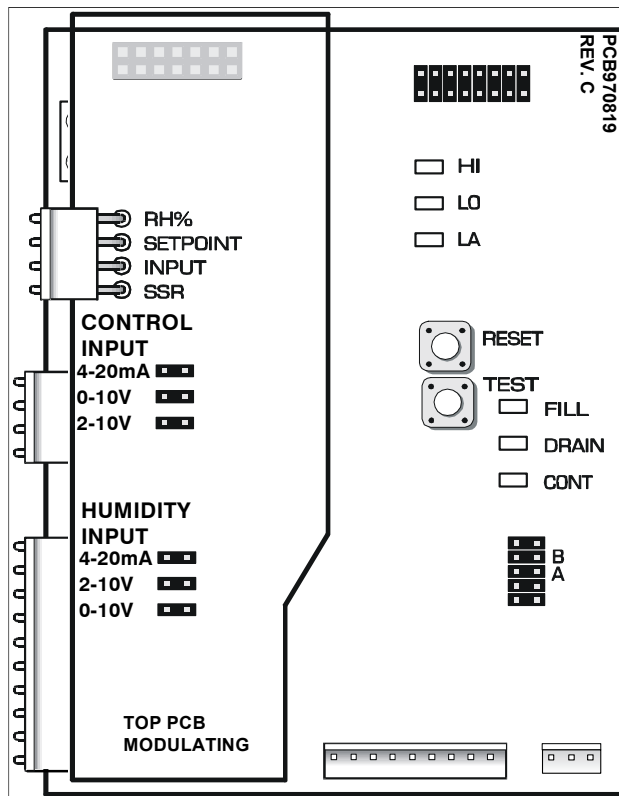 PCB970819
REV. C
HI
LO
LA
RH%
SETPOINT
INPUT
SSR
CONTROL
INPUT
4-20mA
0-10V
2-10V
RESET
TEST
FILL
DRAIN
CONT
HUMIDITY
INPUT
4-20mA
2-10V
0-10V
B
A
TOP PCB
MODULATING